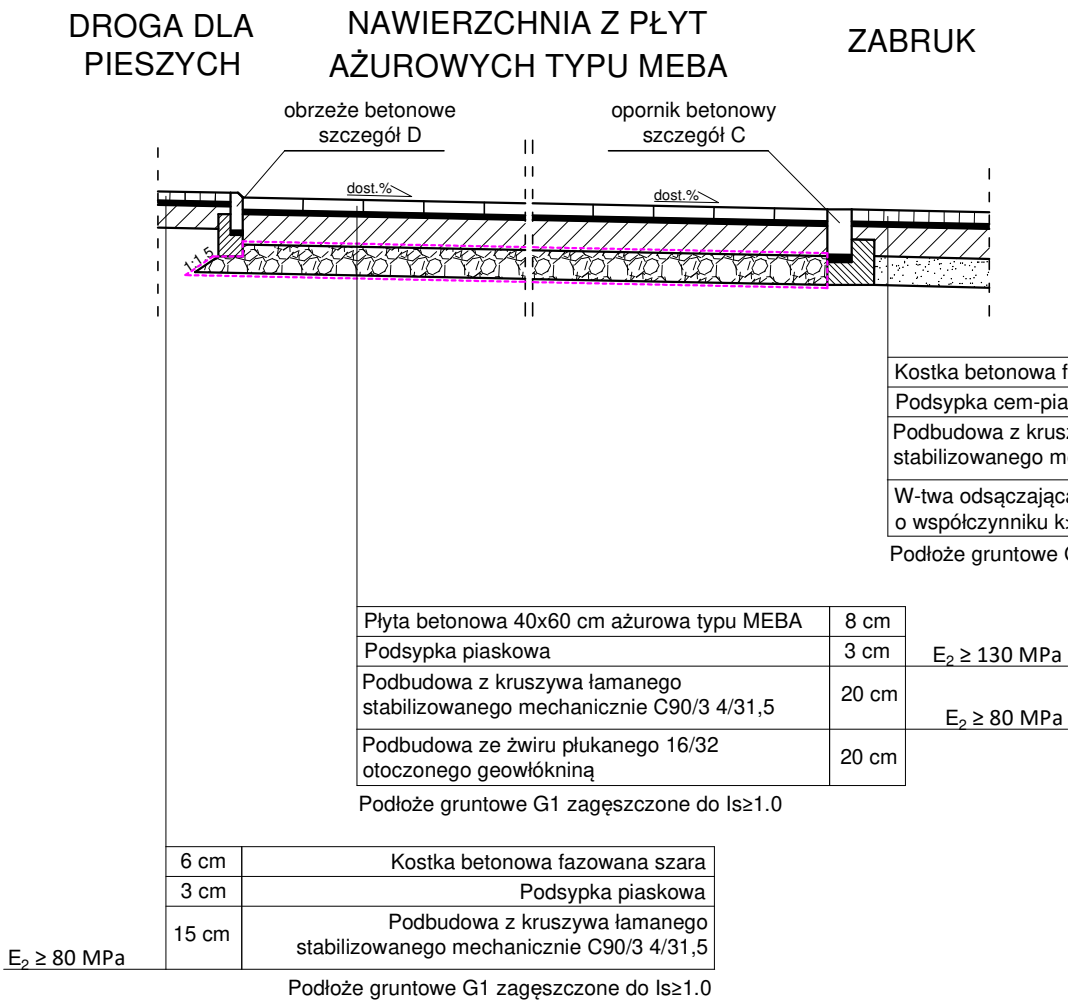 DROGA DLA
PIESZYCH
NAWIERZCHNIA Z PŁYT
AŻUROWYCH TYPU MEBA
ZABRUK
obrzeże betonowe
szczegół D
opornik betonowy
szczegół C
dost.%
dost.%
1:1,5
Kostka betonowa f
Podsypka cem-pia
Podbudowa z krus
stabilizowanego m
W-twa odsączająca
o współczynniku k
Podłoże gruntowe
Płyta betonowa 40x60 cm ażurowa typu MEBA 8 cm
Podsypka piaskowa 3 cm E₂ ≥ 130 MPa
Podbudowa z kruszywa łamanego
stabilizowanego mechanicznie C90/3 4/31,5 20 cm
E₂ ≥ 80 MPa
Podbudowa ze żwiru płukanego 16/32
otoczonego geowłókniną 20 cm
Podłoże gruntowe G1 zagęszczone do Is≥1.0
6 cm Kostka betonowa fazowana szara
3 cm Podsypka piaskowa
15 cm Podbudowa z kruszywa łamanego
stabilizowanego mechanicznie C90/3 4/31,5
E₂ ≥ 80 MPa
Podłoże gruntowe G1 zagęszczone do Is≥1.0